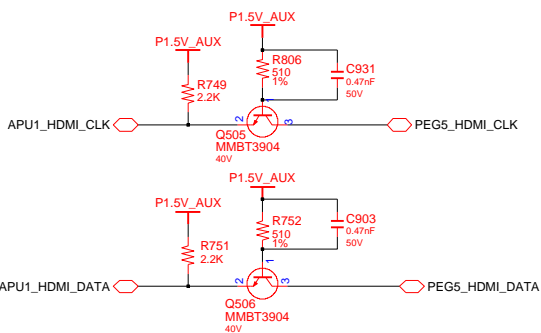 P1.5V_AUX
P1.5V_AUX
R806
510
1%
C931
0.47nF
50V
R749
2.2K
1
APU1_HDMI_CLK
2
3
PEG5_HDMI_CLK
Q505
MMBT3904
40V
P1.5V_AUX
P1.5V_AUX
R752
510
1%
C903
0.47nF
50V
R751
2.2K
1
APU1_HDMI_DATA
2
3
PEG5_HDMI_DATA
Q506
MMBT3904
40V